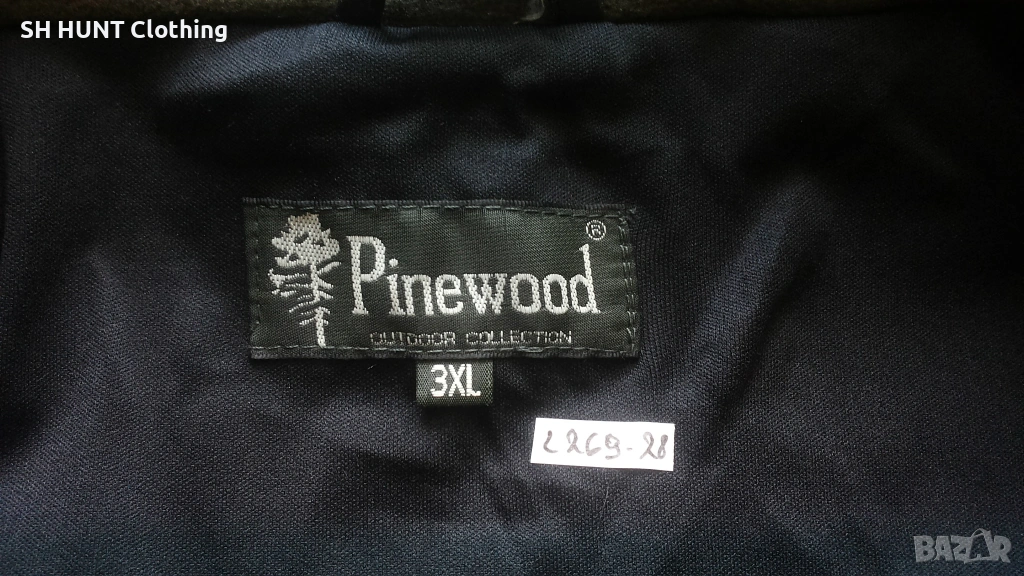 SH HUNT Clothing
Pinewood®
OUTDOOR COLLECTION
3XL
2269-28
BAZAR